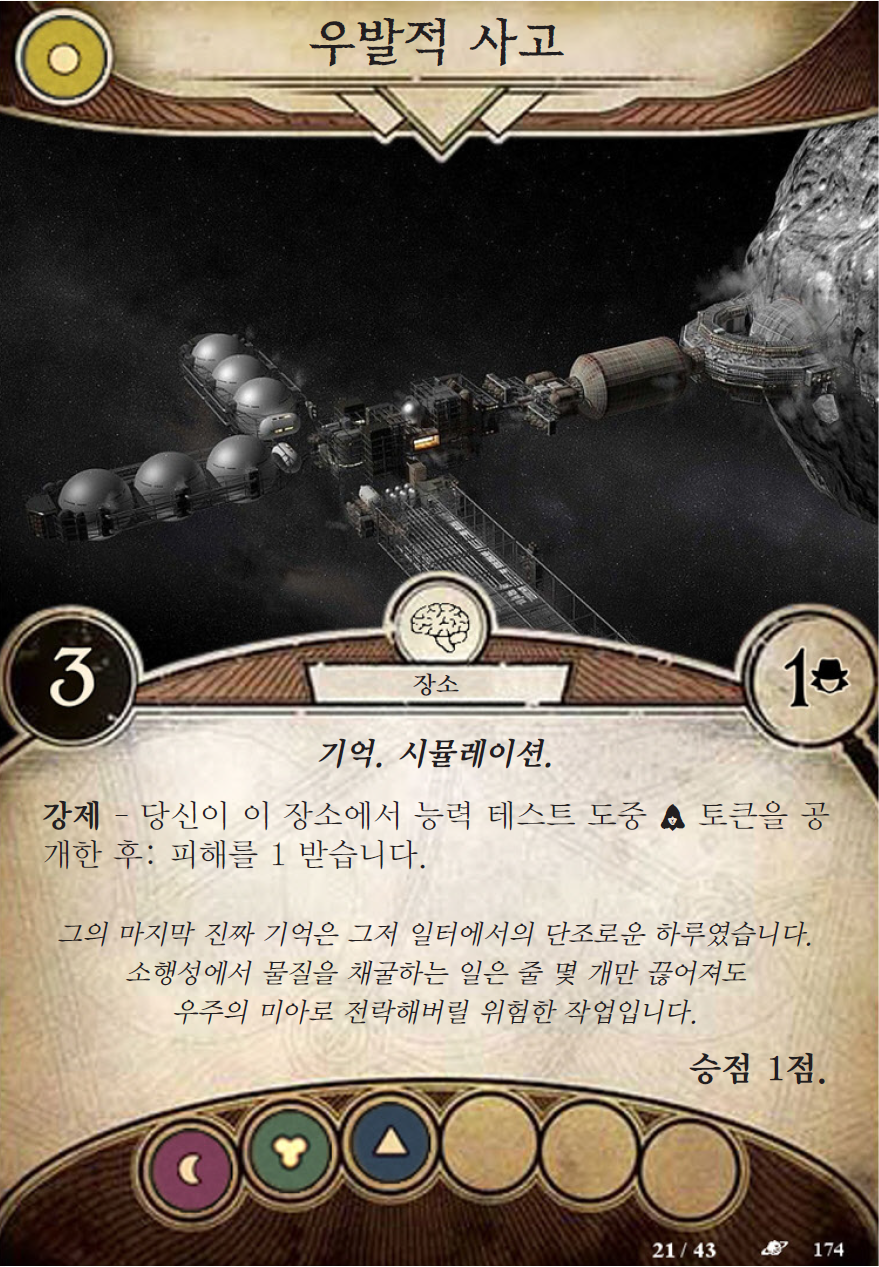 우발적 사고
3
1
장소
기억. 시뮬레이션.
강제 - 당신이 이 장소에서 능력 테스트 도중 토큰을 공
개한 후: 피해를 1 받습니다.
그의 마지막 진짜 기억은 그저 일터에서의 단조로운 하루였습니다.
소행성에서 물질을 채굴하는 일은 줄 몇 개만 끊어져도
우주의 미아로 전락해버릴 위험한 작업입니다.
승점 1점.
21 / 43 174